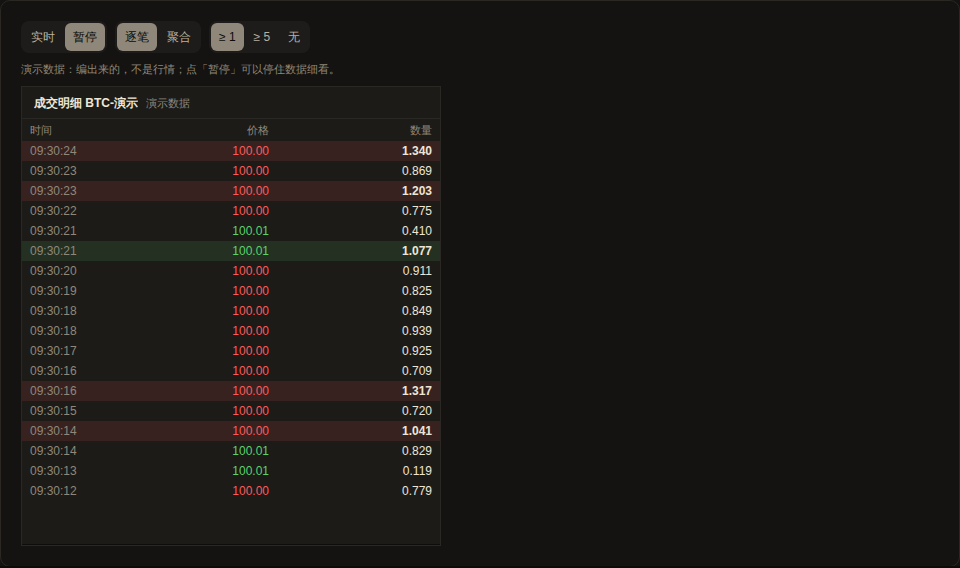 实时 暂停 逐笔 聚合 ≥ 1 ≥ 5 无
演示数据：编出来的，不是行情；点「暂停」可以停住数据细看。
成交明细 BTC-演示 演示数据
时间 价格 数量
09:30:24 100.00 1.340
09:30:23 100.00 0.869
09:30:23 100.00 1.203
09:30:22 100.00 0.775
09:30:21 100.01 0.410
09:30:21 100.01 1.077
09:30:20 100.00 0.911
09:30:19 100.00 0.825
09:30:18 100.00 0.849
09:30:18 100.00 0.939
09:30:17 100.00 0.925
09:30:16 100.00 0.709
09:30:16 100.00 1.317
09:30:15 100.00 0.720
09:30:14 100.00 1.041
09:30:14 100.01 0.829
09:30:13 100.01 0.119
09:30:12 100.00 0.779